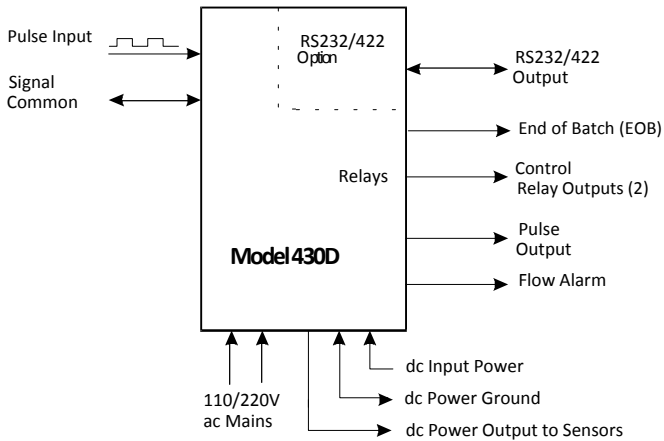 Pulse Input
Signal
Common
RS232/422
Option
RS232/422
Output
End of Batch (EOB)
Relays
Control
Relay Outputs (2)
Pulse
Output
Model 430D
Flow Alarm
dc Input Power
110/220V
ac Mains
dc Power Ground
dc Power Output to Sensors